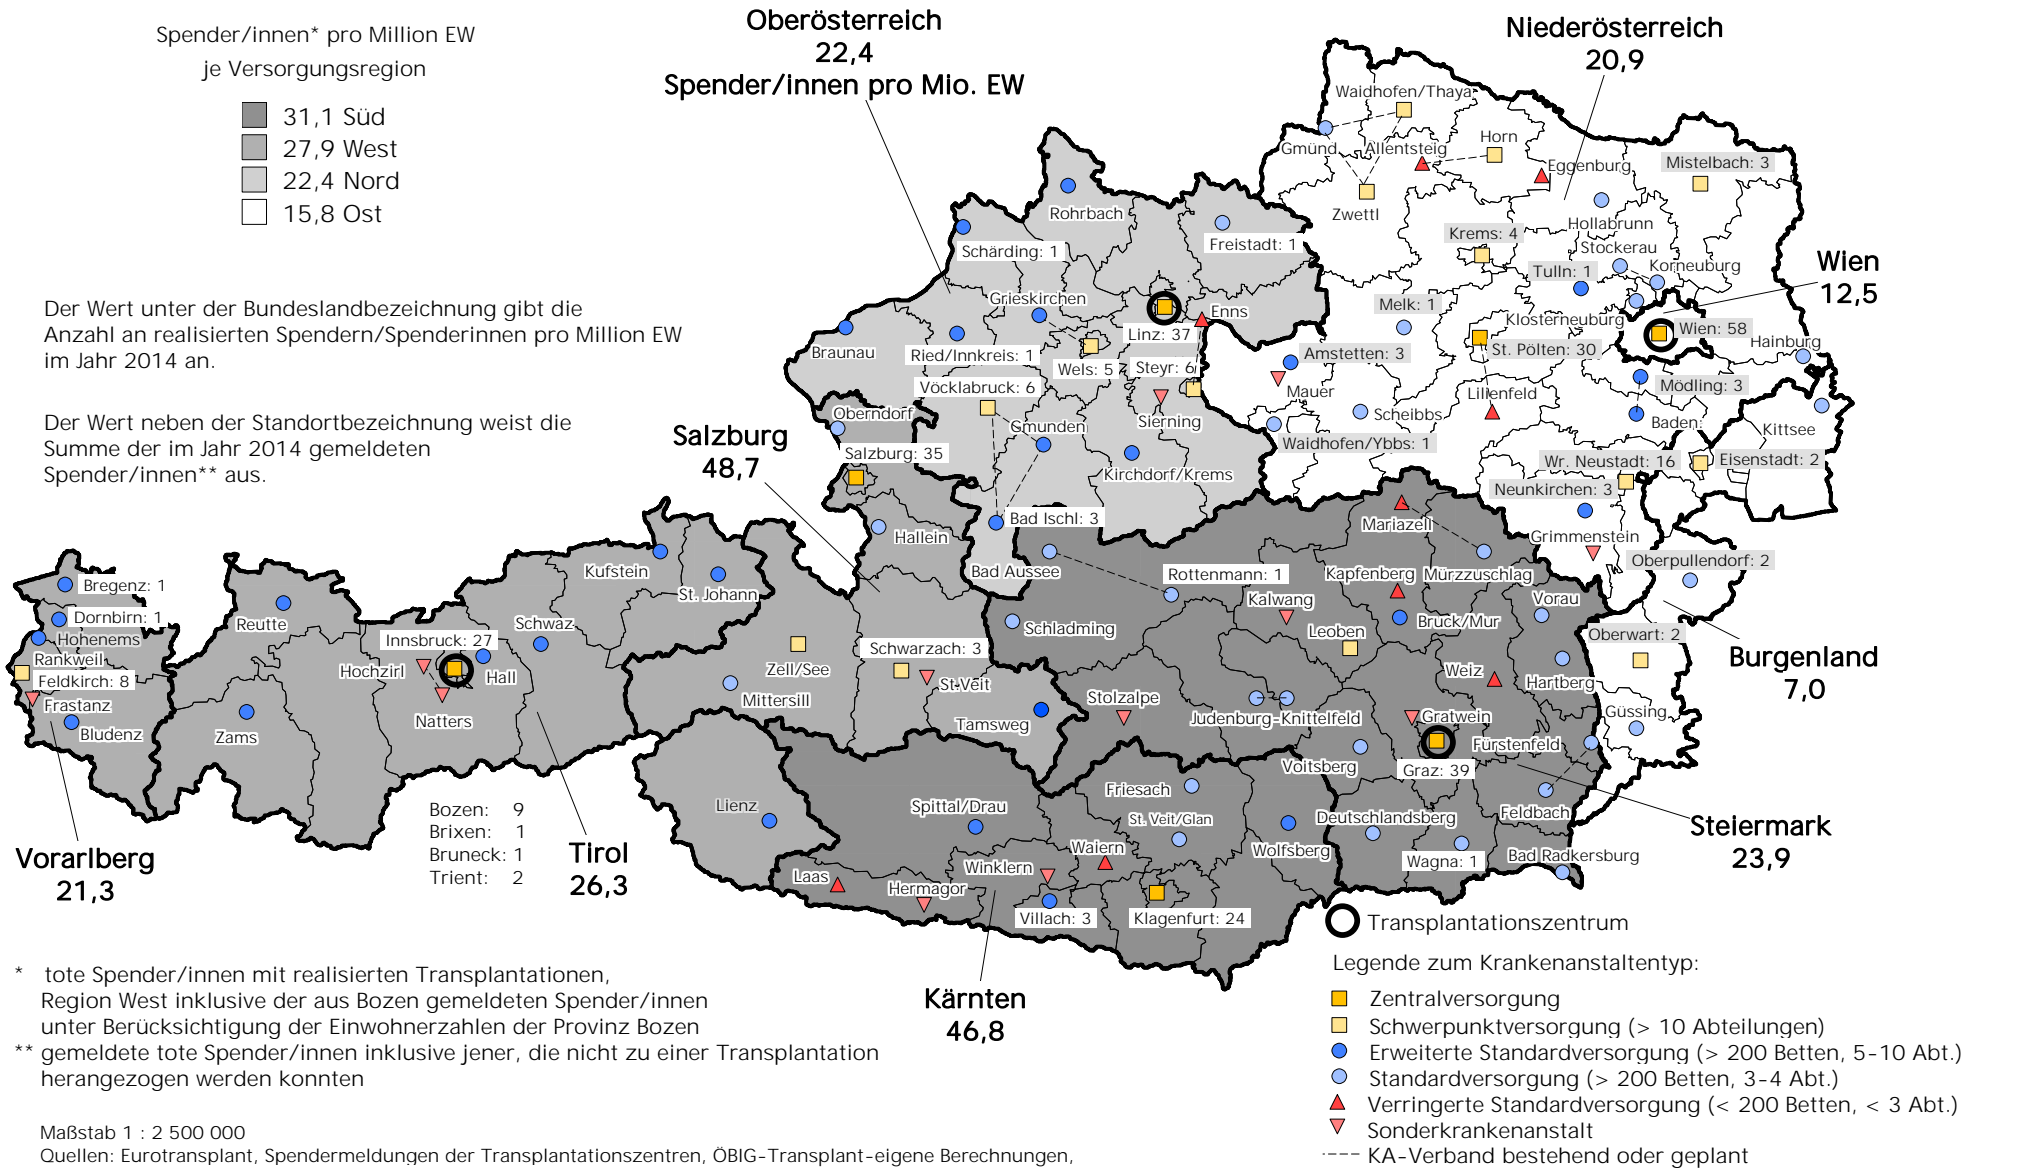 Spender/innen* pro Million EW
je Versorgungsregion
31,1 Süd
27,9 West
22,4 Nord
15,8 Ost
Der Wert unter der Bundeslandbezeichnung gibt die
Anzahl an realisierten Spendern/Spenderinnen pro Million EW
im Jahr 2014 an.
Der Wert neben der Standortbezeichnung weist die
Summe der im Jahr 2014 gemeldeten
Spender/innen** aus.
Oberösterreich
22,4
Spender/innen pro Mio. EW
Niederösterreich
20,9
Wien
12,5
Salzburg
48,7
Burgenland
7,0
Steiermark
23,9
Kärnten
46,8
Tirol
26,3
Vorarlberg
21,3
Waidhofen/Thaya
Gmünd
Allentsteig
Horn
Eggenburg
Mistelbach: 3
Zwettl
Hollabrunn
Krems: 4
Stockerau
Korneuburg
Tulln: 1
Melk: 1
Klosterneuburg
Wien: 58
Hainburg
St. Pölten: 30
Amstetten: 3
Mauer
Mödling: 3
Lilienfeld
Scheibbs
Baden:
Kittsee
Waidhofen/Ybbs: 1
Wr. Neustadt: 16
Eisenstadt: 2
Neunkirchen: 3
Grimmenstein
Oberpullendorf: 2
Oberwart: 2
Güssing
Rohrbach
Schärding: 1
Freistadt: 1
Grieskirchen
Enns
Linz: 37
Braunau
Ried/Innkreis: 1
Wels: 5
Steyr: 6
Vöcklabruck: 6
Sierning
Gmunden
Kirchdorf/Krems
Bad Ischl: 3
Oberndorf
Salzburg: 35
Hallein
Bad Aussee
Zell/See
Schwarzach: 3
St.Veit
Mittersill
Tamsweg
Mariazell
Rottenmann: 1
Kapfenberg
Mürzzuschlag
Kalwang
Vorau
Schladming
Leoben
Bruck/Mur
Weiz
Hartberg
Stolzalpe
Judenburg-Knittelfeld
Gratwein
Fürstenfeld
Voitsberg
Graz: 39
Feldbach
Deutschlandsberg
Wagna: 1
Bad Radkersburg
Friesach
St. Veit/Glan
Spittal/Drau
Wolfsberg
Waiern
Winklern
Laas
Hermagor
Villach: 3
Klagenfurt: 24
Kufstein
St. Johann
Reutte
Schwaz
Innsbruck: 27
Hochzirl
Hall
Natters
Zams
Lienz
Bregenz: 1
Dornbirn: 1
Hohenems
Rankweil
Feldkirch: 8
Frastanz
Bludenz
Bozen: 9
Brixen: 1
Bruneck: 1
Trient: 2
* tote Spender/innen mit realisierten Transplantationen,
Region West inklusive der aus Bozen gemeldeten Spender/innen
unter Berücksichtigung der Einwohnerzahlen der Provinz Bozen
** gemeldete tote Spender/innen inklusive jener, die nicht zu einer Transplantation
herangezogen werden konnten
Maßstab 1 : 2 500 000
Quellen: Eurotransplant, Spendermeldungen der Transplantationszentren, ÖBIG-Transplant-eigene Berechnungen,
Transplantationszentrum
Legende zum Krankenanstaltentyp:
Zentralversorgung
Schwerpunktversorgung (> 10 Abteilungen)
Erweiterte Standardversorgung (> 200 Betten, 5-10 Abt.)
Standardversorgung (> 200 Betten, 3-4 Abt.)
Verringerte Standardversorgung (< 200 Betten, < 3 Abt.)
Sonderkrankenanstalt
KA-Verband bestehend oder geplant